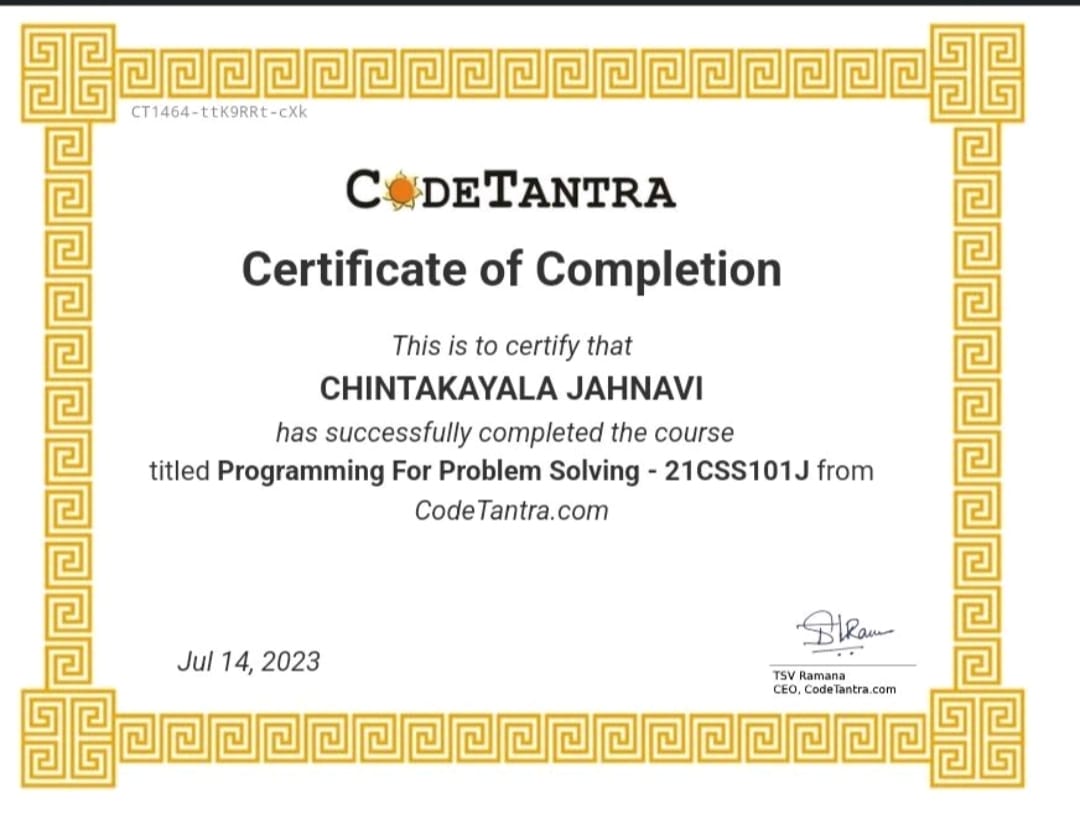 CT1464-ttK9RRt-cXk
CODETANTRA
Certificate of Completion
This is to certify that
CHINTAKAYALA JAHNAVI
has successfully completed the course
titled Programming For Problem Solving - 21CSS101J from
CodeTantra.com
Jul 14, 2023
TSV Ramana
CEO, CodeTantra.com